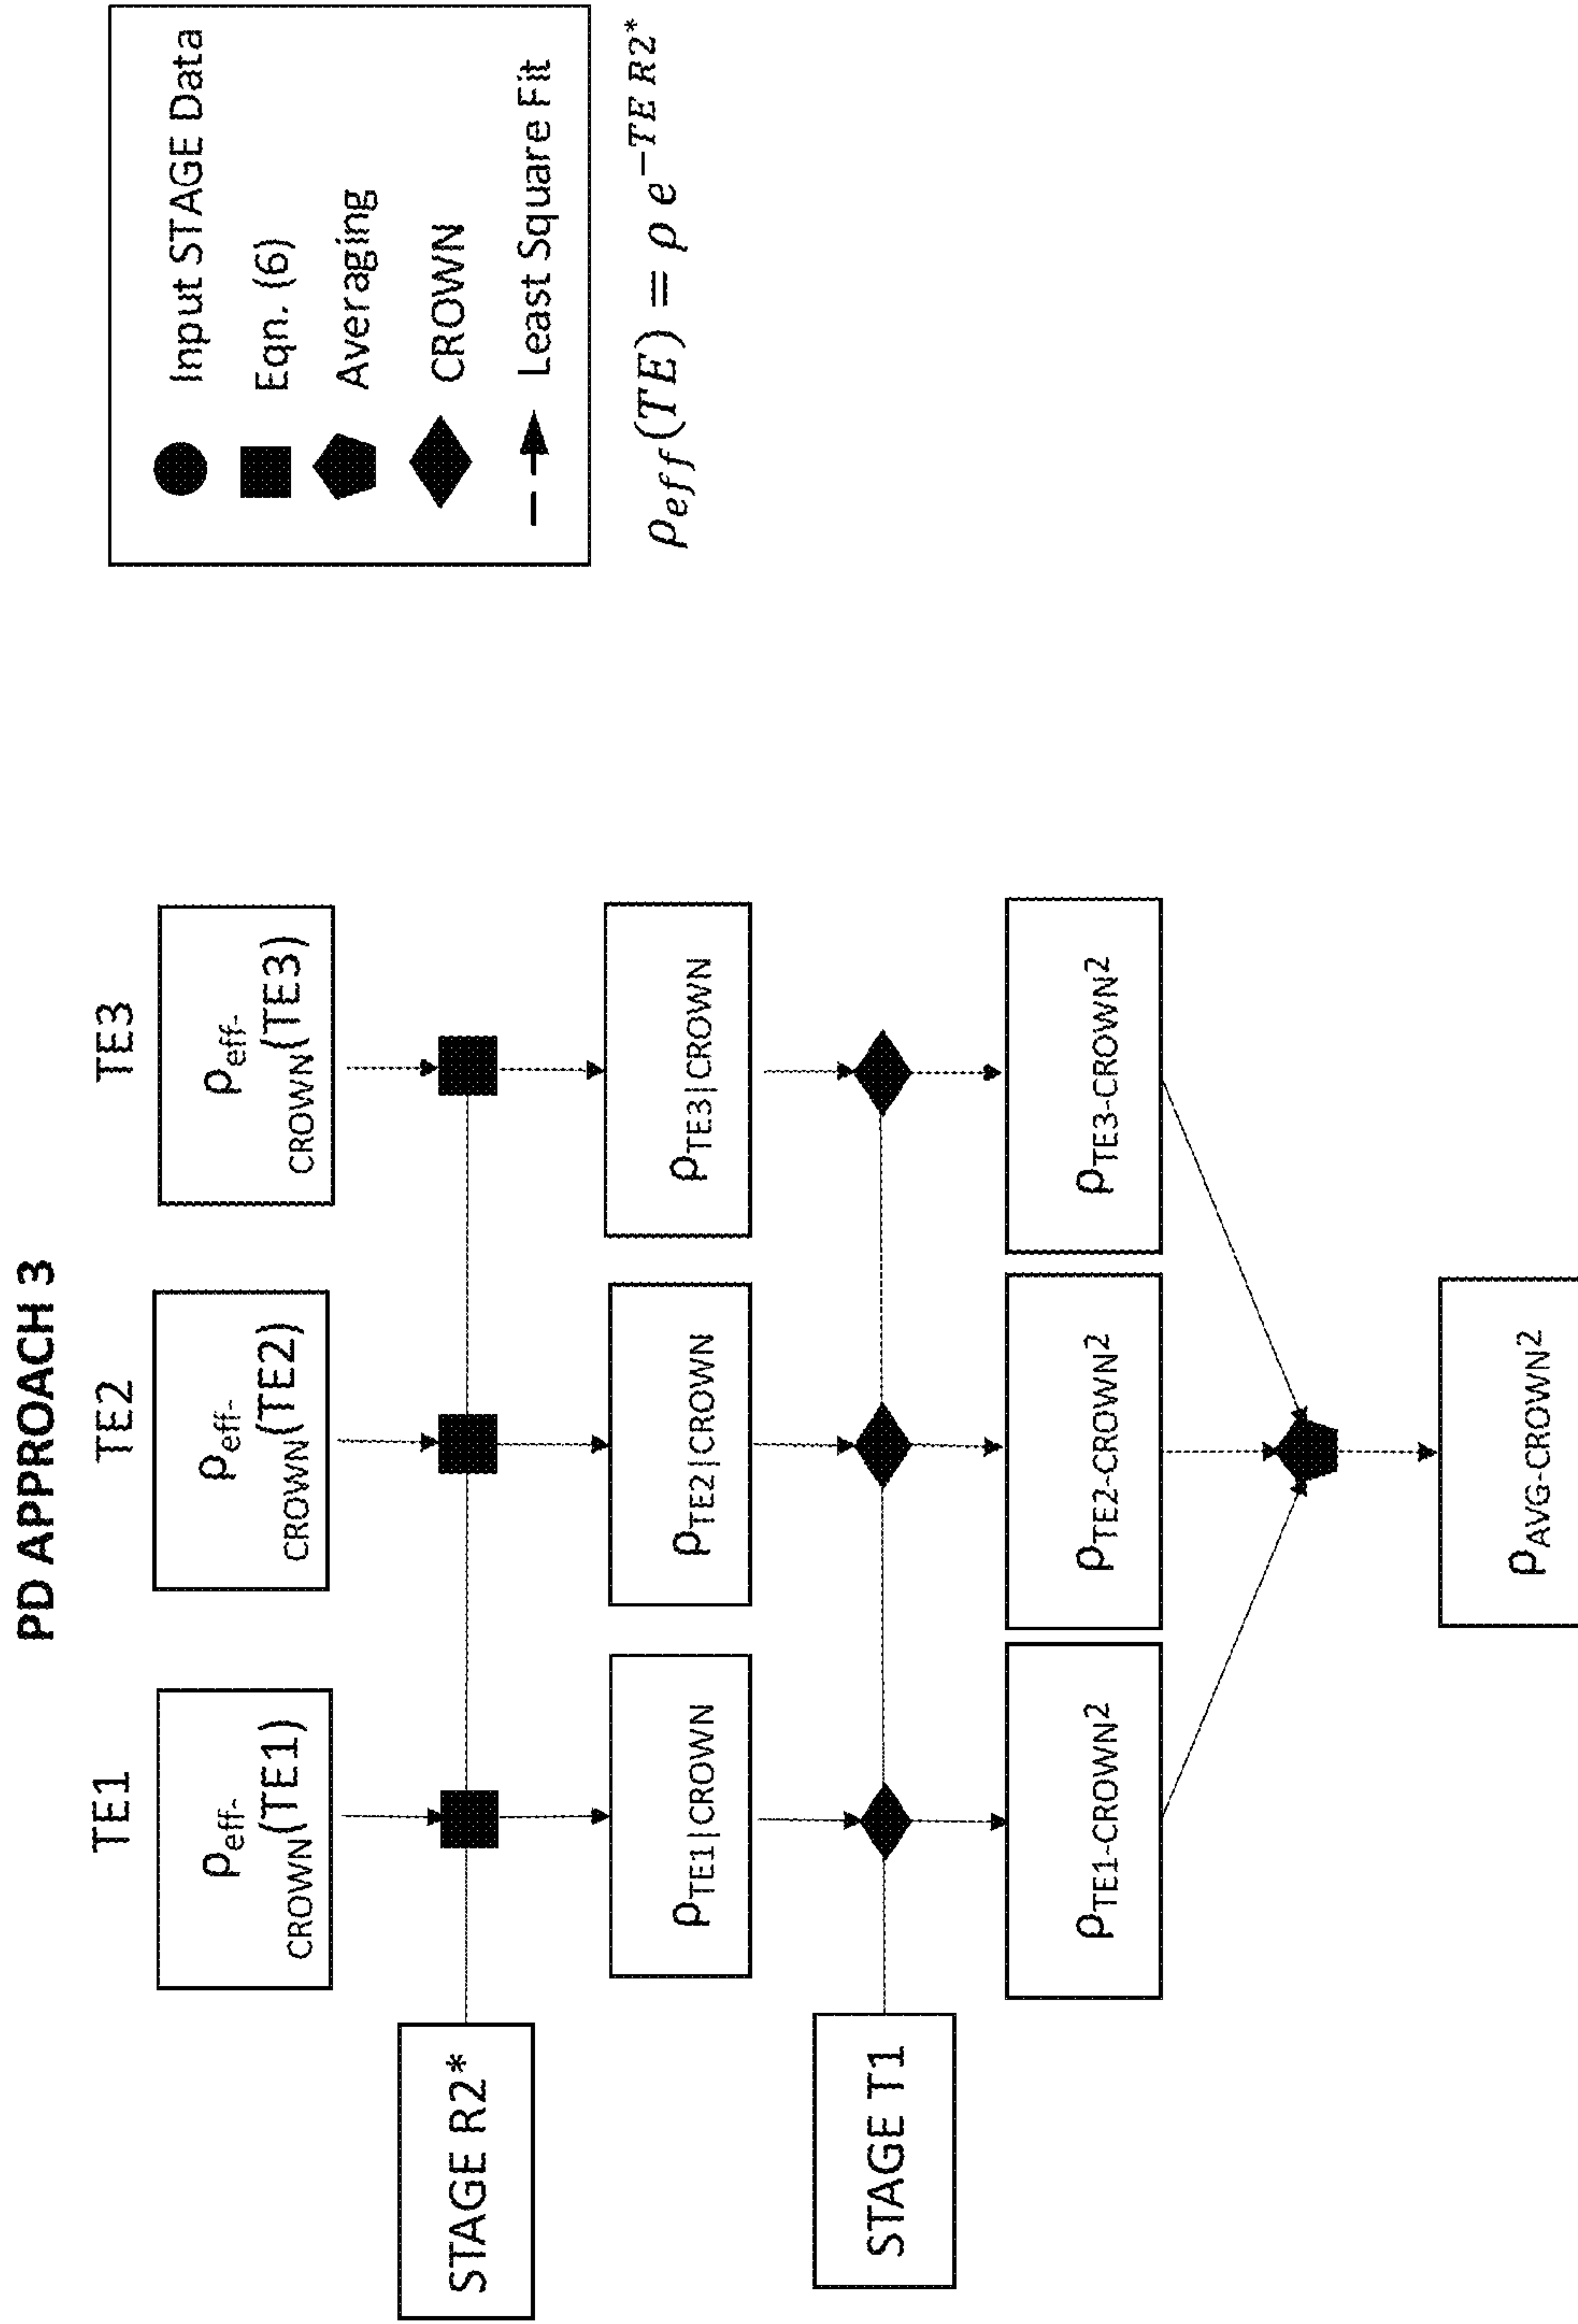 PD APPROACH 3
TE1
TE2
TE3
ρeff-
CROWN(TE1)
ρeff-
CROWN(TE2)
ρeff-
CROWN(TE3)
STAGE R2*
ρTE1|CROWN
ρTE2|CROWN
ρTE3|CROWN
STAGE T1
ρTE1-CROWN²
ρTE2-CROWN²
ρTE3-CROWN²
ρAVG-CROWN²
Input STAGE Data
Eqn. (6)
Averaging
CROWN
Least Square Fit
ρeff(TE) = ρ e^−TE R2*